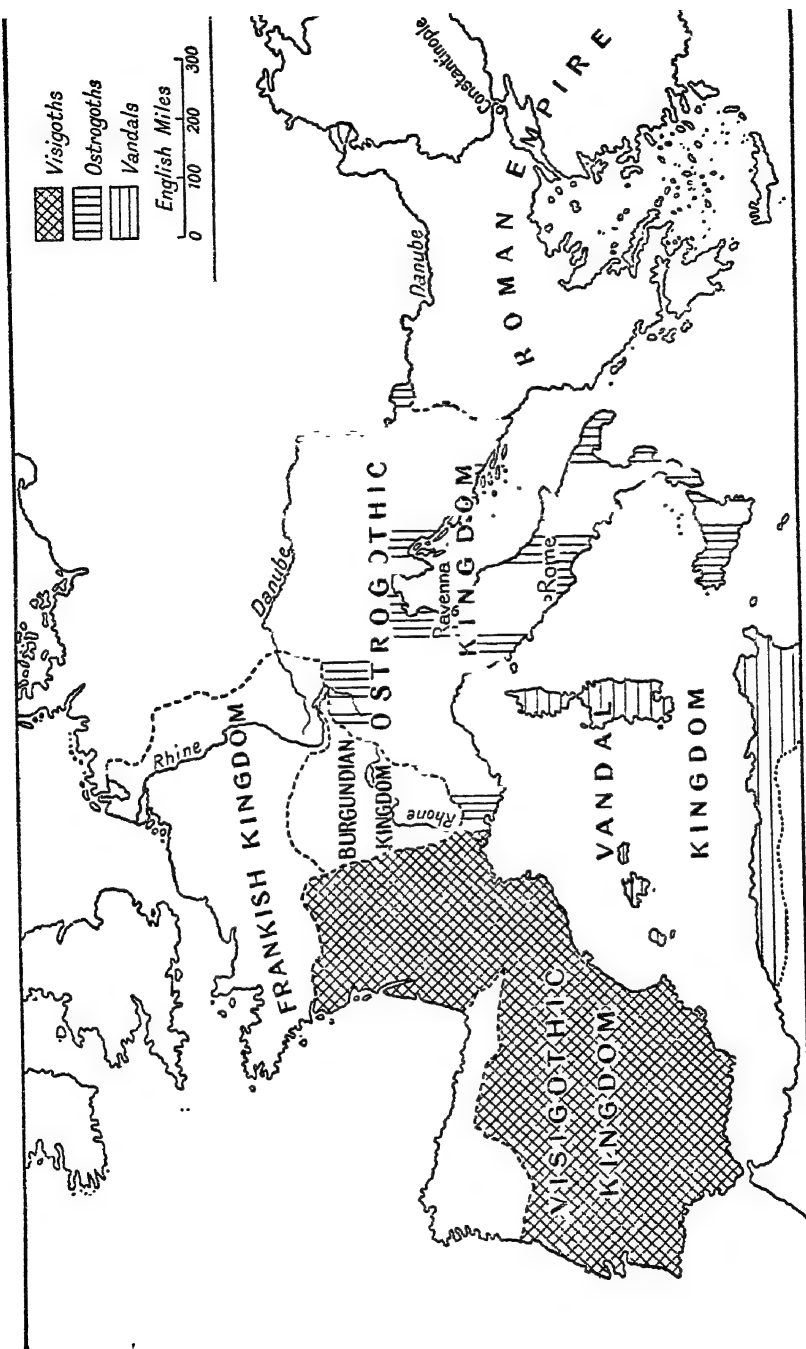 Visigoths
Ostrogoths
Vandals
English Miles
0 100 200 300
FRANKISH KINGDOM
Rhine
Danube
Danube
Constantinople
ROMAN EMPIRE
BURGUNDIAN
KINGDOM
Rhone
OSTROGOTHIC
KINGDOM
Ravenna
Rome
VISIGOTHIC
KINGDOM
VANDAL
KINGDOM